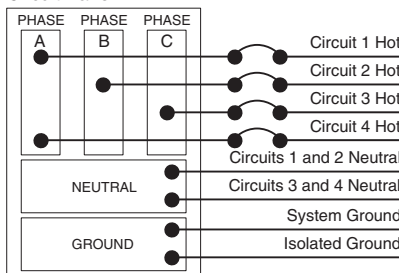 PHASE PHASE PHASE
A B C
Circuit 1 Hot
Circuit 2 Hot
Circuit 3 Hot
Circuit 4 Hot
Circuits 1 and 2 Neutral
NEUTRAL
Circuits 3 and 4 Neutral
System Ground
GROUND
Isolated Ground